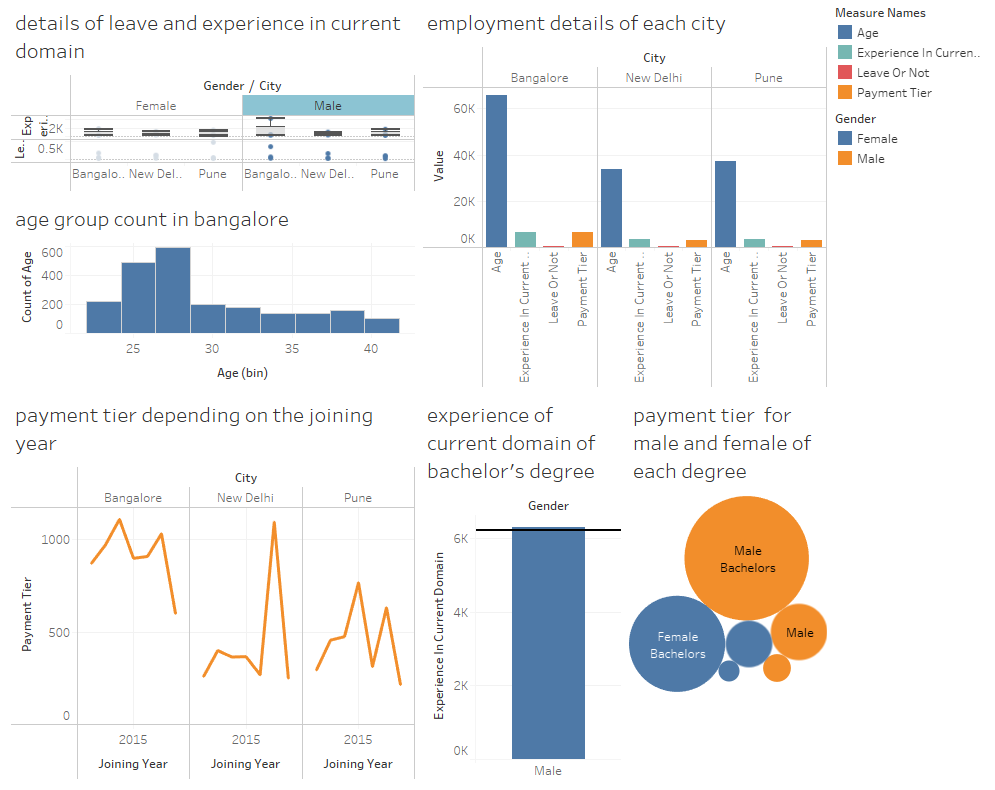 details of leave and experience in current
domain
Gender / City
Female
Male
Exp
eri..
2K
Le..
0.5K
Bangalo..
New Del..
Pune
Bangalo..
New Del..
Pune
age group count in bangalore
Count of Age
600
400
200
0
25
30
35
40
Age (bin)
employment details of each city
City
Bangalore
New Delhi
Pune
Value
60K
40K
20K
0K
Age
Experience In Current ..
Leave Or Not
Payment Tier
Age
Experience In Current ..
Leave Or Not
Payment Tier
Age
Experience In Current ..
Leave Or Not
Payment Tier
Measure Names
Age
Experience In Curren..
Leave Or Not
Payment Tier
Gender
Female
Male
payment tier depending on the joining
year
City
Bangalore
New Delhi
Pune
Payment Tier
1000
500
0
2015
2015
2015
Joining Year
Joining Year
Joining Year
experience of
current domain of
bachelor's degree
Gender
Experience In Current Domain
6K
4K
2K
0K
Male
payment tier for
male and female of
each degree
Male
Bachelors
Female
Bachelors
Male